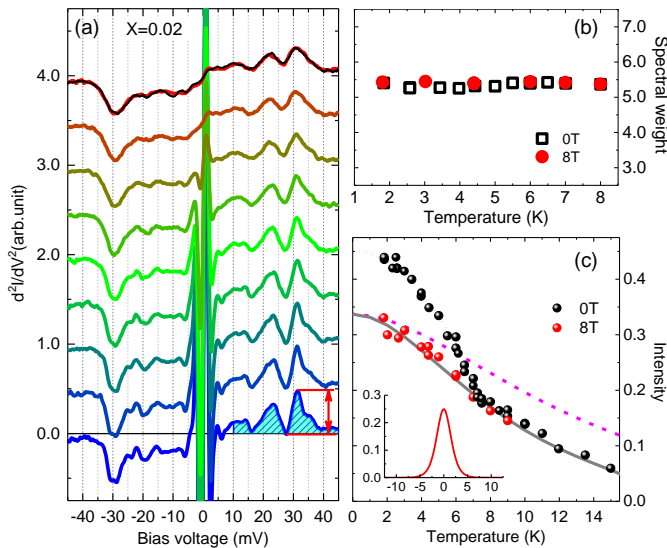 (a)
X=0.02
4.0
3.0
2.0
1.0
0.0
d²I/dV²(arb.unit)
-40 -30 -20 -10 0 10 20 30 40
Bias voltage (mV)
(b)
7.0
5.0
3.0
Spectral weight
0T
8T
1 2 3 4 5 6 7 8
Temperature (K)
(c)
0T
8T
0.4
0.3
0.2
0.1
0.0
Intensity
0.3
0.2
0.1
0.0
-10 -5 0 5 10
0 2 4 6 8 10 12 14
Temperature (K)